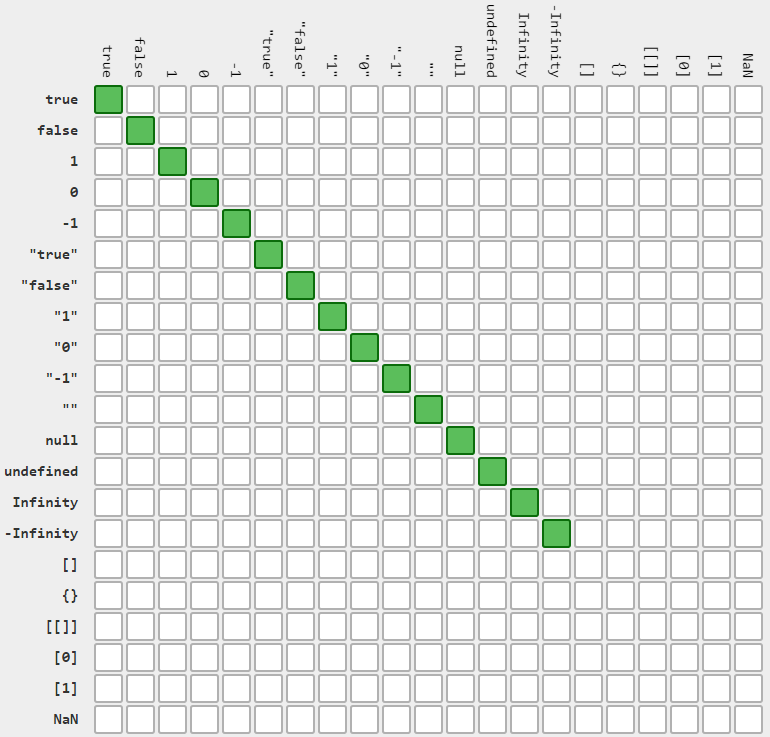 true
false
1
0
-1
"true"
"false"
"1"
"0"
"-1"
""
null
undefined
Infinity
-Infinity
[]
{}
[[]]
[0]
[1]
NaN
true
false
1
0
-1
"true"
"false"
"1"
"0"
"-1"
""
null
undefined
Infinity
-Infinity
[]
{}
[[]]
[0]
[1]
NaN